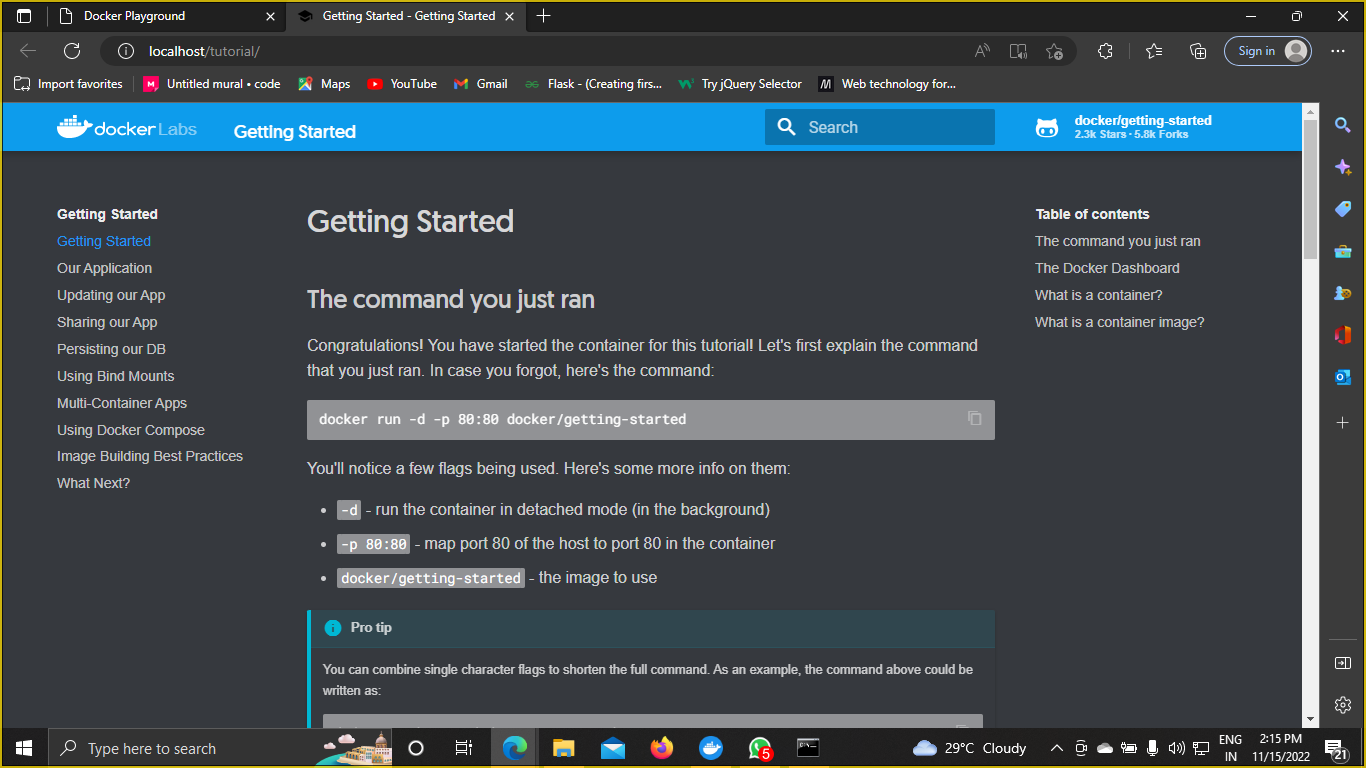 Docker Playground
Getting Started - Getting Started
localhost/tutorial/
Sign in
Import favorites
Untitled mural • code
Maps
YouTube
Gmail
Flask - (Creating firs...
Try jQuery Selector
Web technology for...
docker Labs
Getting Started
Search
docker/getting-started
2.3k Stars · 5.8k Forks
Getting Started
Getting Started
Our Application
Updating our App
Sharing our App
Persisting our DB
Using Bind Mounts
Multi-Container Apps
Using Docker Compose
Image Building Best Practices
What Next?
Getting Started
The command you just ran
Congratulations! You have started the container for this tutorial! Let's first explain the command
that you just ran. In case you forgot, here's the command:
docker run -d -p 80:80 docker/getting-started
You'll notice a few flags being used. Here's some more info on them:
-d - run the container in detached mode (in the background)
-p 80:80 - map port 80 of the host to port 80 in the container
docker/getting-started - the image to use
Pro tip
You can combine single character flags to shorten the full command. As an example, the command above could be
written as:
Table of contents
The command you just ran
The Docker Dashboard
What is a container?
What is a container image?
Type here to search
5
29°C Cloudy
ENG
IN
2:15 PM
11/15/2022
21